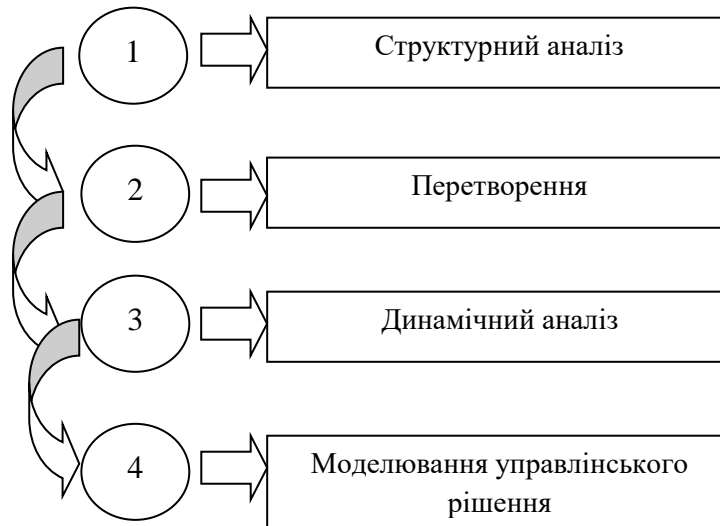 1
Структурний аналіз
2
Перетворення
3
Динамічний аналіз
4
Моделювання управлінського
рішення